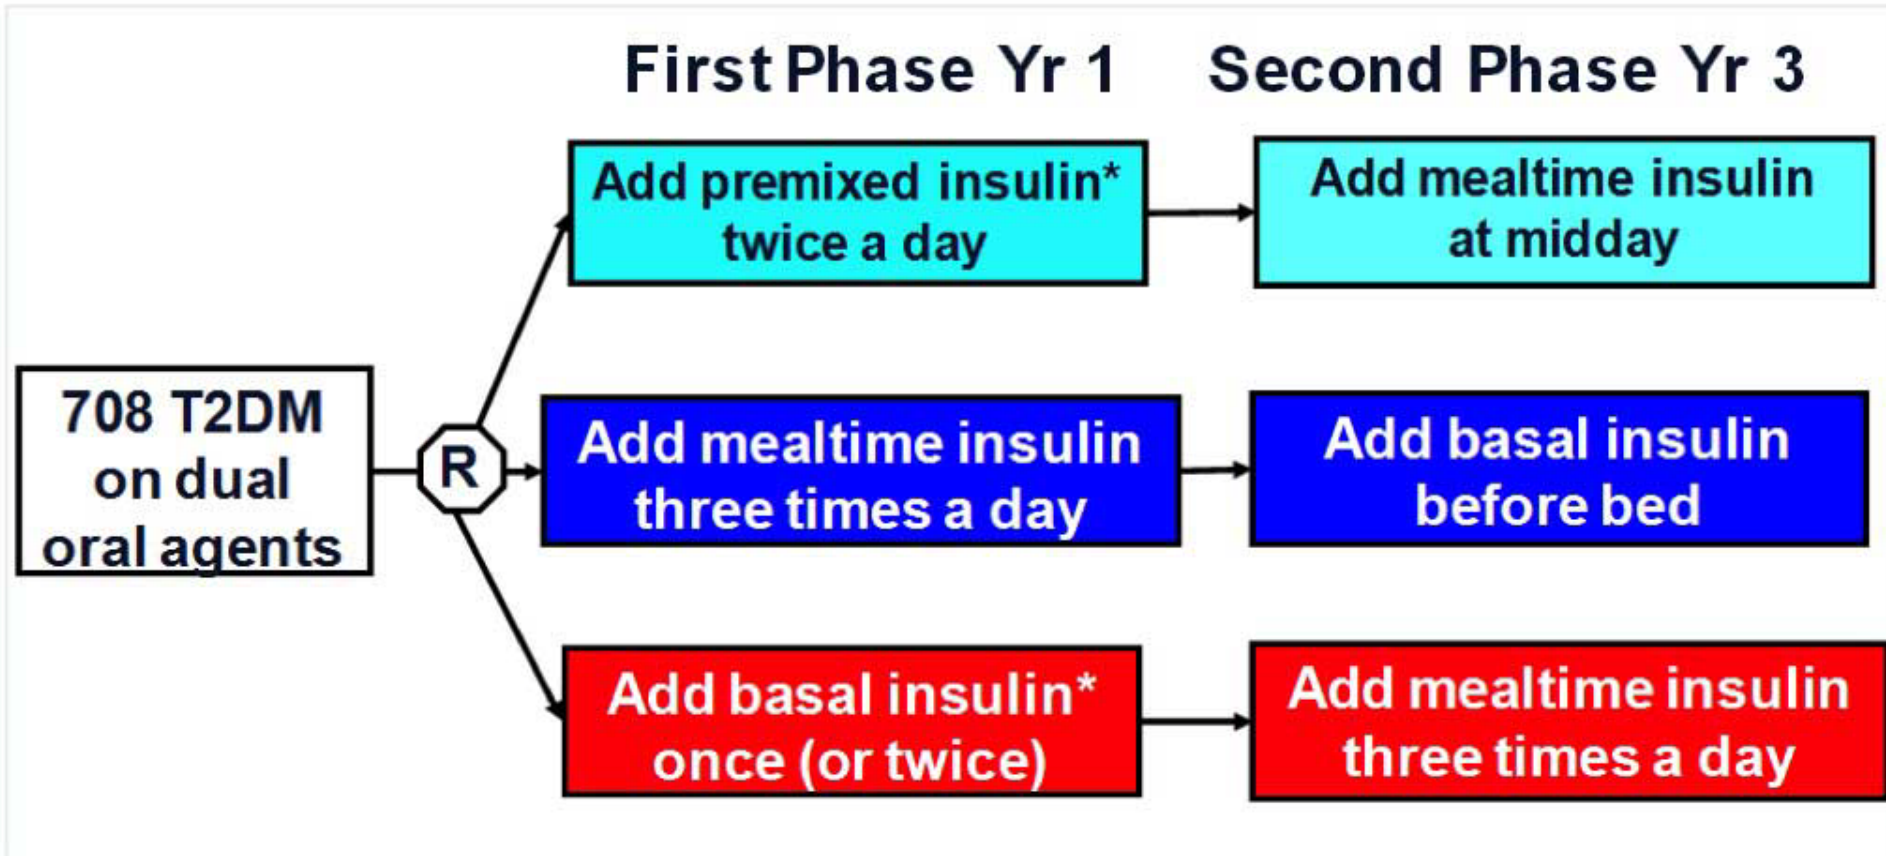 First Phase Yr 1
Second Phase Yr 3
Add premixed insulin*
twice a day
Add mealtime insulin
at midday
708 T2DM
on dual
oral agents
R
Add mealtime insulin
three times a day
Add basal insulin
before bed
Add basal insulin*
once (or twice)
Add mealtime insulin
three times a day